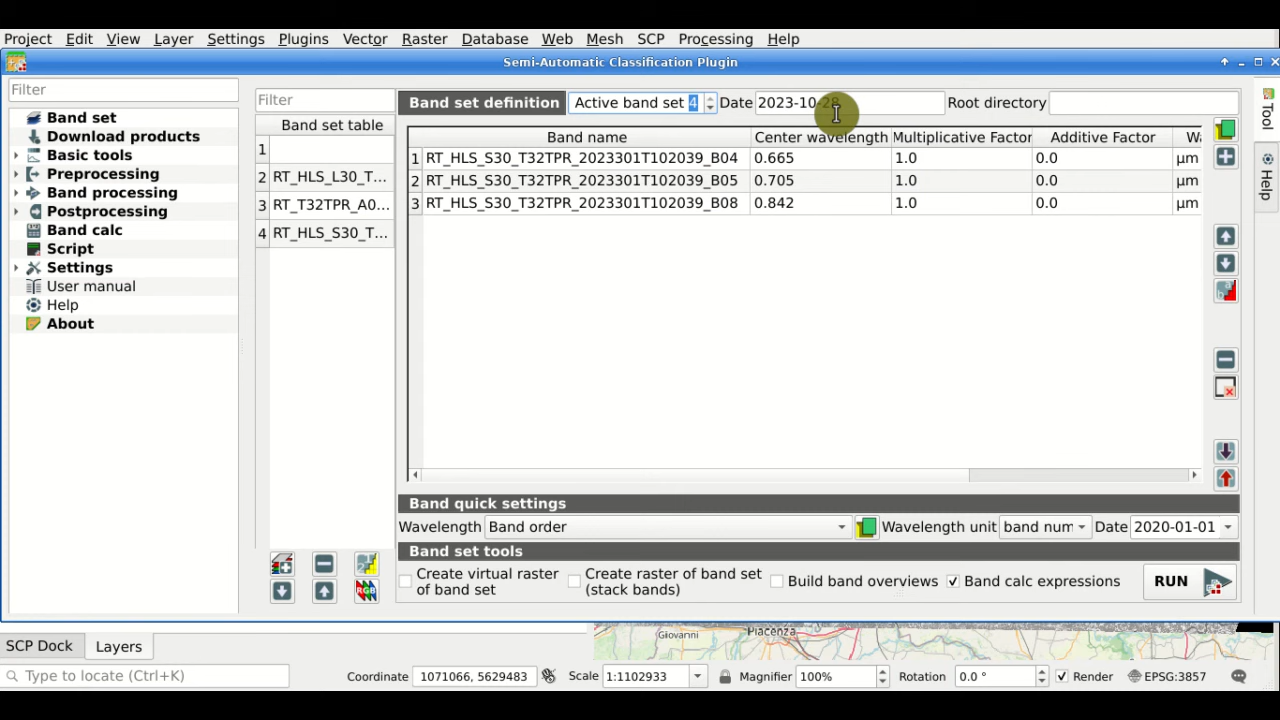 Project Edit View Layer Settings Plugins Vector Raster Database Web Mesh SCP Processing Help
Semi-Automatic Classification Plugin
Filter
Band set
Download products
Basic tools
Preprocessing
Band processing
Postprocessing
Band calc
Script
Settings
User manual
Help
About
Filter
Band set table
1
2 RT_HLS_L30_T...
3 RT_T32TPR_A0...
4 RT_HLS_S30_T...
Band set definition Active band set 4 Date 2023-10-28 Root directory
Band name Center wavelength Multiplicative Factor Additive Factor Wa
1 RT_HLS_S30_T32TPR_2023301T102039_B04 0.665 1.0 0.0 µm
2 RT_HLS_S30_T32TPR_2023301T102039_B05 0.705 1.0 0.0 µm
3 RT_HLS_S30_T32TPR_2023301T102039_B08 0.842 1.0 0.0 µm
Band quick settings
Wavelength Band order Wavelength unit band num Date 2020-01-01
Band set tools
Create virtual raster of band set
Create raster of band set (stack bands)
Build band overviews
Band calc expressions
RUN
Tool
Help
SCP Dock Layers
Giovanni Piacenza
Type to locate (Ctrl+K) Coordinate 1071066, 5629483 Scale 1:1102933 Magnifier 100% Rotation 0.0 ° Render EPSG:3857